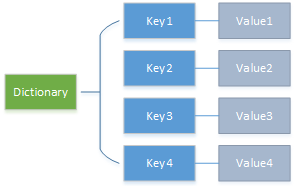 Key1 Value1
Key2 Value2
Dictionary
Key3 Value3
Key4 Value4